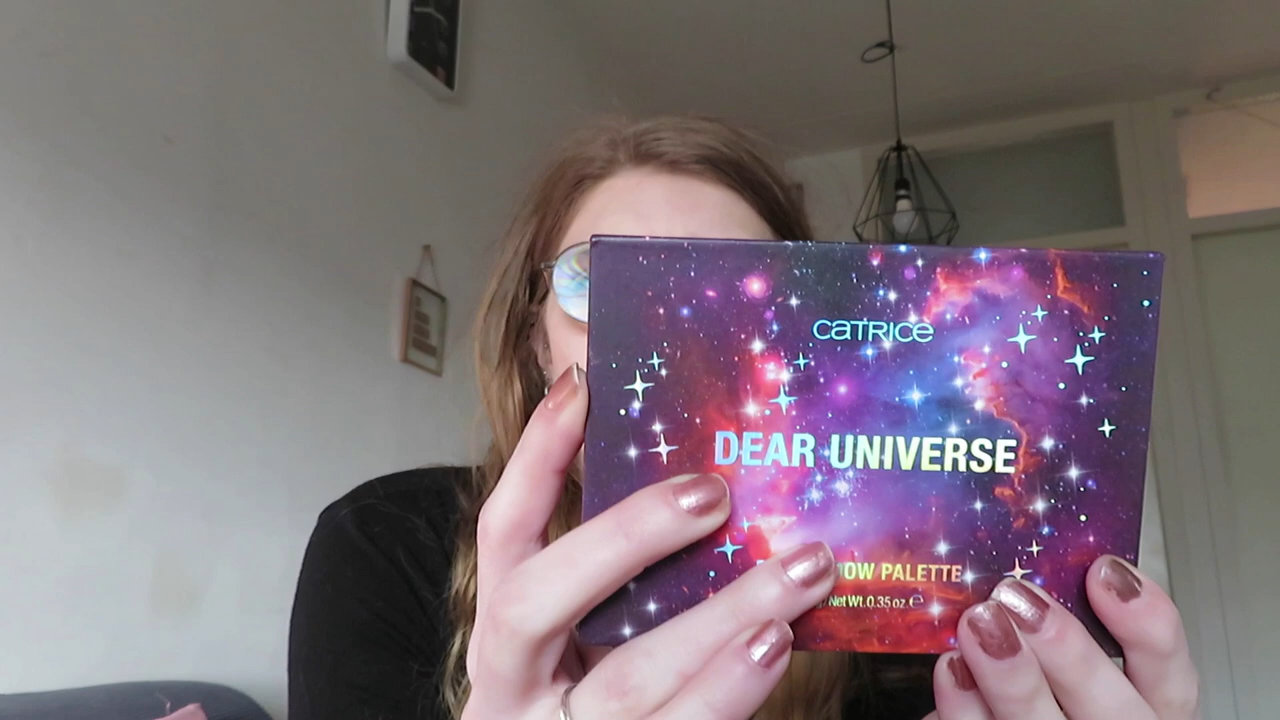 CATRICE
DEAR UNIVERSE
OW PALETTE
Net Wt. 0.35 oz. ℮